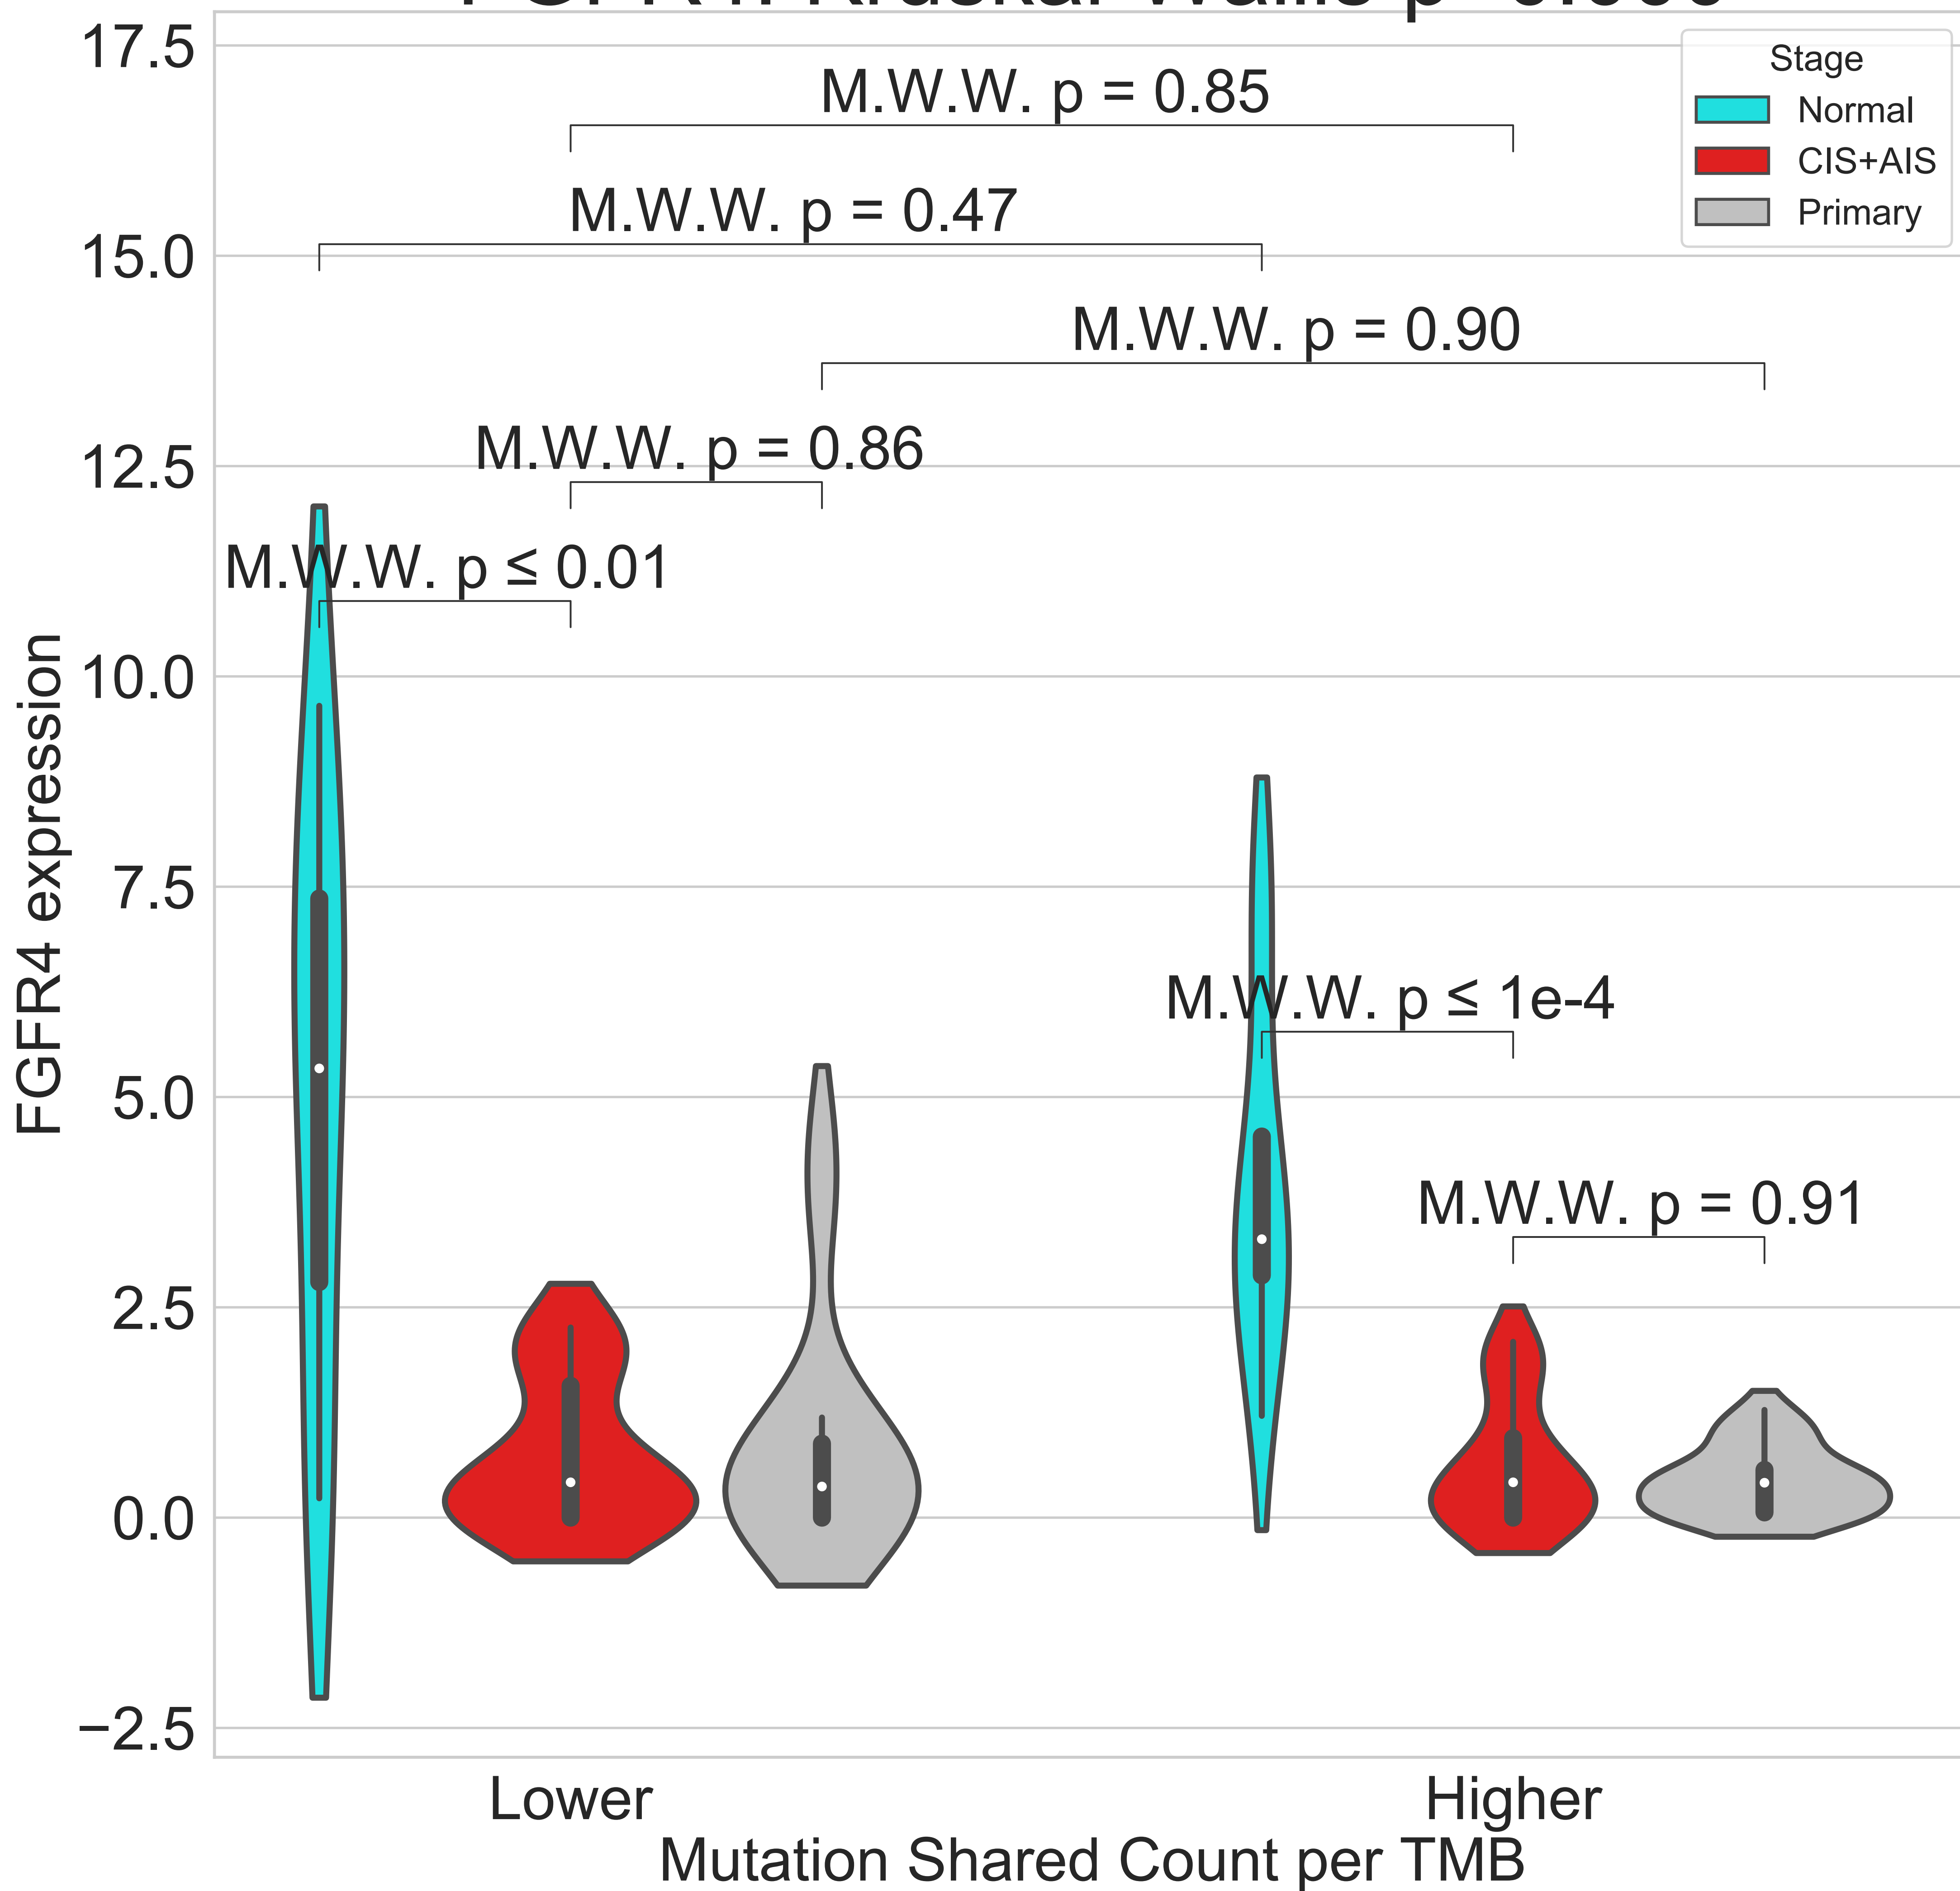 17.5
15.0
12.5
10.0
7.5
5.0
2.5
0.0
−2.5
FGFR4 expression
Stage
Normal
CIS+AIS
Primary
M.W.W. p = 0.85
M.W.W. p = 0.47
M.W.W. p = 0.90
M.W.W. p = 0.86
M.W.W. p ≤ 0.01
M.W.W. p ≤ 1e-4
M.W.W. p = 0.91
Lower
Higher
Mutation Shared Count per TMB